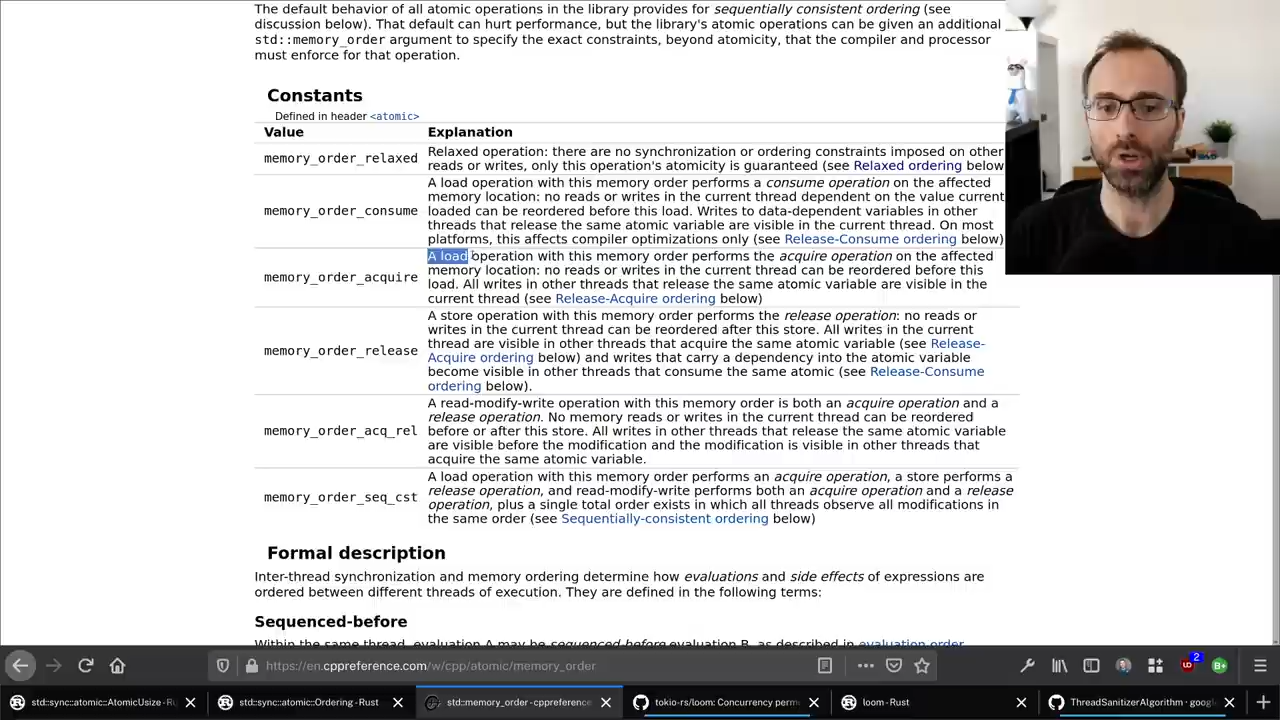 The default behavior of all atomic operations in the library provides for sequentially consistent ordering (see
discussion below). That default can hurt performance, but the library's atomic operations can be given an additional
std::memory_order argument to specify the exact constraints, beyond atomicity, that the compiler and processor
must enforce for that operation.
Constants
Defined in header <atomic>
Value Explanation
memory_order_relaxed
Relaxed operation: there are no synchronization or ordering constraints imposed on other
reads or writes, only this operation's atomicity is guaranteed (see Relaxed ordering below
memory_order_consume
A load operation with this memory order performs a consume operation on the affected
memory location: no reads or writes in the current thread dependent on the value current
loaded can be reordered before this load. Writes to data-dependent variables in other
threads that release the same atomic variable are visible in the current thread. On most
platforms, this affects compiler optimizations only (see Release-Consume ordering below)
memory_order_acquire
A load operation with this memory order performs the acquire operation on the affected
memory location: no reads or writes in the current thread can be reordered before this
load. All writes in other threads that release the same atomic variable are visible in the
current thread (see Release-Acquire ordering below)
memory_order_release
A store operation with this memory order performs the release operation: no reads or
writes in the current thread can be reordered after this store. All writes in the current
thread are visible in other threads that acquire the same atomic variable (see Release-
Acquire ordering below) and writes that carry a dependency into the atomic variable
become visible in other threads that consume the same atomic (see Release-Consume
ordering below).
memory_order_acq_rel
A read-modify-write operation with this memory order is both an acquire operation and a
release operation. No memory reads or writes in the current thread can be reordered
before or after this store. All writes in other threads that release the same atomic variable
are visible before the modification and the modification is visible in other threads that
acquire the same atomic variable.
memory_order_seq_cst
A load operation with this memory order performs an acquire operation, a store performs a
release operation, and read-modify-write performs both an acquire operation and a release
operation, plus a single total order exists in which all threads observe all modifications in
the same order (see Sequentially-consistent ordering below)
Formal description
Inter-thread synchronization and memory ordering determine how evaluations and side effects of expressions are
ordered between different threads of execution. They are defined in the following terms:
Sequenced-before
Within the same thread, evaluation A may be sequenced-before evaluation B, as described in evaluation order.
https://en.cppreference.com/w/cpp/atomic/memory_order
2
std::sync::atomic::AtomicUsize - Ru
std::sync::atomic::Ordering - Rust
std::memory_order - cppreference
tokio-rs/loom: Concurrency perm
loom - Rust
ThreadSanitizerAlgorithm · googl